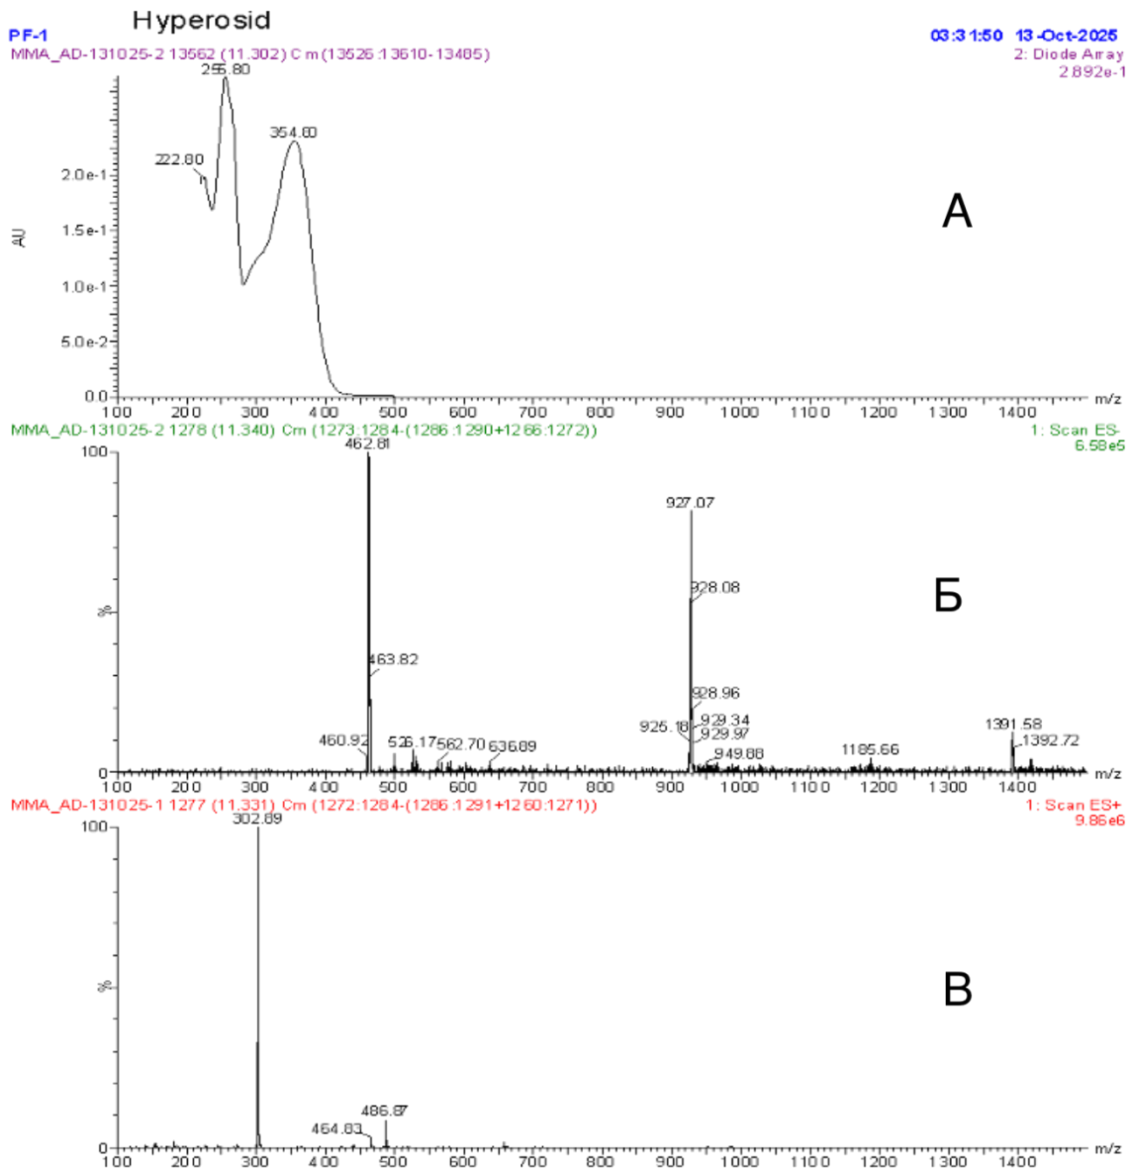 Hyperosid
PF-1
03:31:50 13-Oct-2025
MMA_AD-131025-2 13562 (11.302) Cm (13526:13610-13485)
2: Diode Array
2.892e-1
255.80
354.80
222.80
2.0e-1
1.5e-1
1.0e-1
5.0e-2
0.0
AU
А
100 200 300 400 500 600 700 800 900 1000 1100 1200 1300 1400 m/z
MMA_AD-131025-2 1278 (11.340) Cm (1273:1284-(1286:1290+1266:1272))
1: Scan ES-
6.58e5
462.81
100
927.07
928.08
%
Б
463.82
928.96
925.18
929.34
929.97
460.92
526.17
562.70
636.89
949.88
1185.66
1391.58
1392.72
0
100 200 300 400 500 600 700 800 900 1000 1100 1200 1300 1400 m/z
MMA_AD-131025-1 1277 (11.331) Cm (1272:1284-(1286:1291+1260:1271))
1: Scan ES+
9.86e6
302.89
100
%
В
486.87
464.83
0
100 200 300 400 500 600 700 800 900 1000 1100 1200 1300 1400 m/z